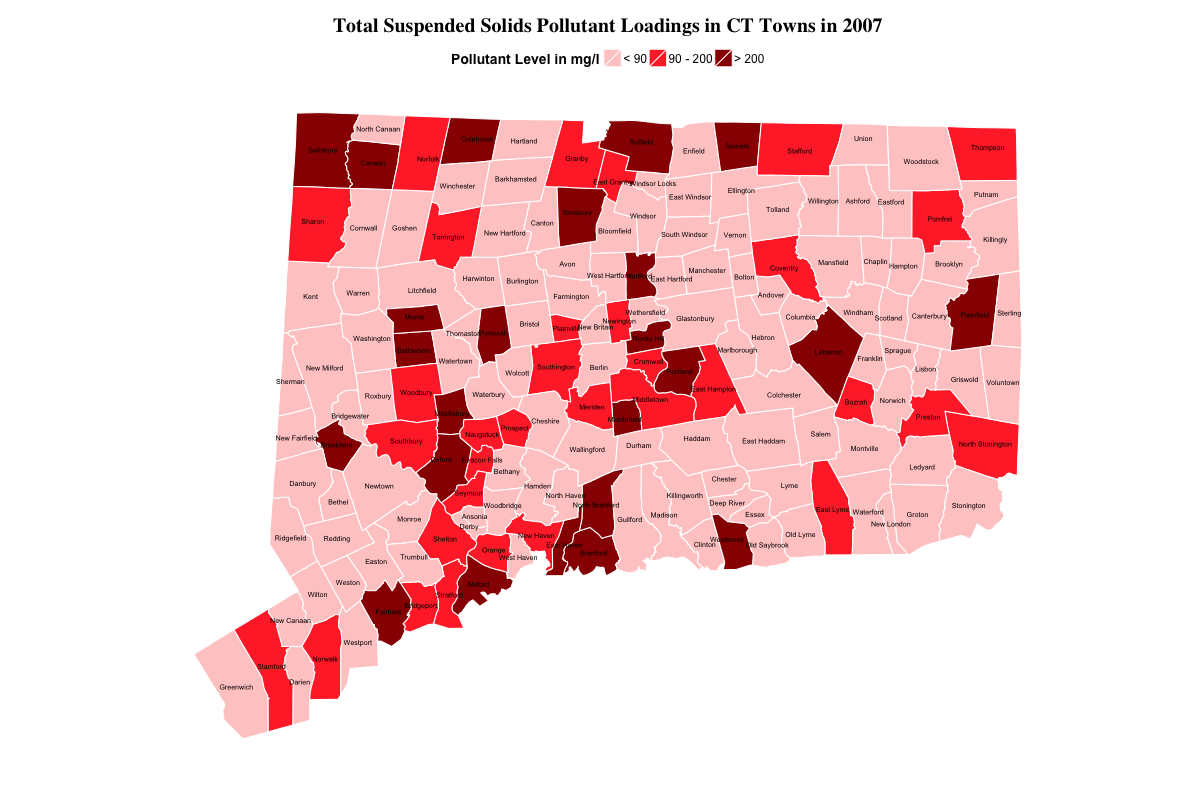 Total Suspended Solids Pollutant Loadings in CT Towns in 2007
Pollutant Level in mg/l < 90 90 - 200 > 200
North Canaan
Colebrook
Hartland
Salisbury
Canaan
Norfolk
Granby
Suffield
Enfield
Somers
Stafford
Union
Woodstock
Thompson
Winchester
Barkhamsted
East Granby
Windsor Locks
East Windsor
Ellington
Tolland
Willington
Ashford
Eastford
Pomfret
Putnam
Sharon
Cornwall
Goshen
Torrington
New Hartford
Canton
Simsbury
Bloomfield
Windsor
South Windsor
Vernon
Killingly
Kent
Warren
Litchfield
Harwinton
Burlington
Avon
West Hartford
Hartford
East Hartford
Manchester
Bolton
Coventry
Mansfield
Chaplin
Hampton
Brooklyn
Farmington
Andover
Washington
Morris
Thomaston
Plymouth
Bristol
Plainville
New Britain
Newington
Wethersfield
Glastonbury
Columbia
Windham
Scotland
Canterbury
Plainfield
Sterling
Rocky Hill
Hebron
Marlborough
Lebanon
Franklin
Sprague
Bethlehem
Watertown
Wolcott
Southington
Berlin
Cromwell
Portland
New Milford
Sherman
Roxbury
Woodbury
Waterbury
East Hampton
Colchester
Lisbon
Griswold
Voluntown
Bozrah
Norwich
Preston
Bridgewater
Middlebury
Cheshire
Meriden
Middletown
Middlefield
Prospect
Naugatuck
New Fairfield
Brookfield
Southbury
Oxford
Beacon Falls
Wallingford
Durham
Haddam
East Haddam
Salem
Montville
North Stonington
Ledyard
Danbury
Bethel
Newtown
Seymour
Bethany
Hamden
Woodbridge
North Haven
North Branford
Guilford
Madison
Killingworth
Chester
Deep River
Essex
Lyme
East Lyme
Waterford
New London
Groton
Stonington
Monroe
Ansonia
Derby
Ridgefield
Redding
Shelton
Orange
New Haven
West Haven
East Haven
Branford
Clinton
Westbrook
Old Saybrook
Old Lyme
Easton
Trumbull
Weston
Wilton
Milford
Stratford
Bridgeport
Fairfield
New Canaan
Westport
Norwalk
Stamford
Darien
Greenwich